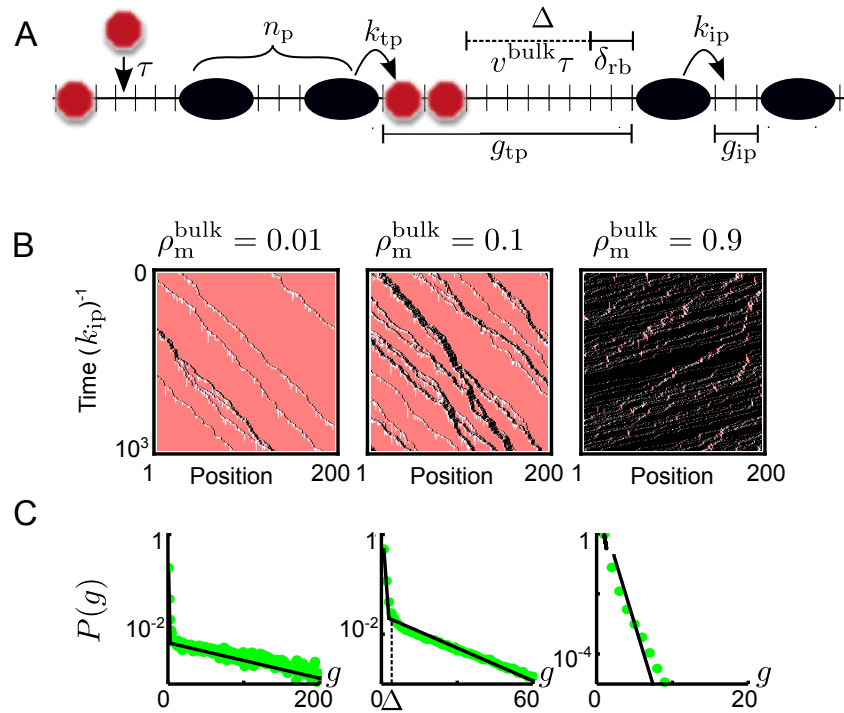 A
τ
n_p
k_tp
Δ
v^bulk τ
δ_rb
k_ip
g_tp
g_ip
B
ρ_m^bulk = 0.01
ρ_m^bulk = 0.1
ρ_m^bulk = 0.9
Time (k_ip)^-1
0
10^3
1 Position 200
1 Position 200
1 Position 200
C
P(g)
1
10^-2
0 200 g
1
10^-2
0 Δ 60 g
1
10^-4
0 20 g